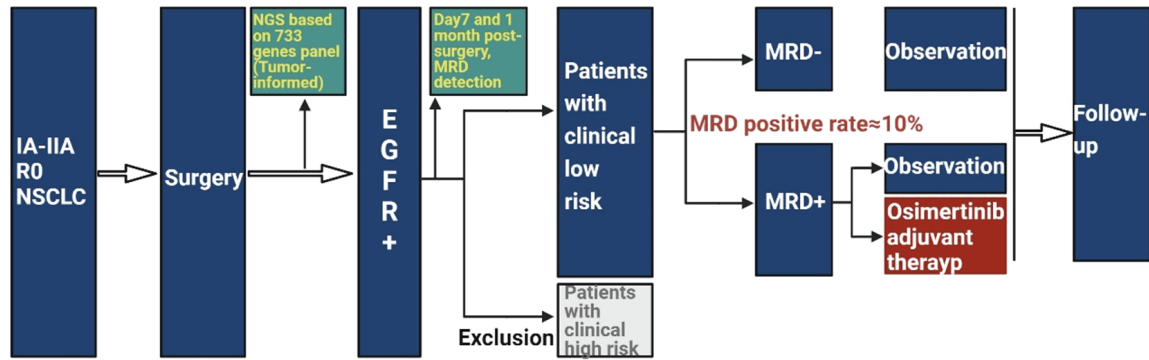 IA-IIA
R0
NSCLC
Surgery
NGS based
on 733
genes panel
(Tumor-
informed)
E
G
F
R
+
Day7 and 1
month post-
surgery,
MRD
detection
Patients
with
clinical
low
risk
Exclusion
Patients
with
clinical
high risk
MRD-
Observation
MRD positive rate≈10%
MRD+
Observation
Osimertinib
adjuvant
therayp
Follow-
up